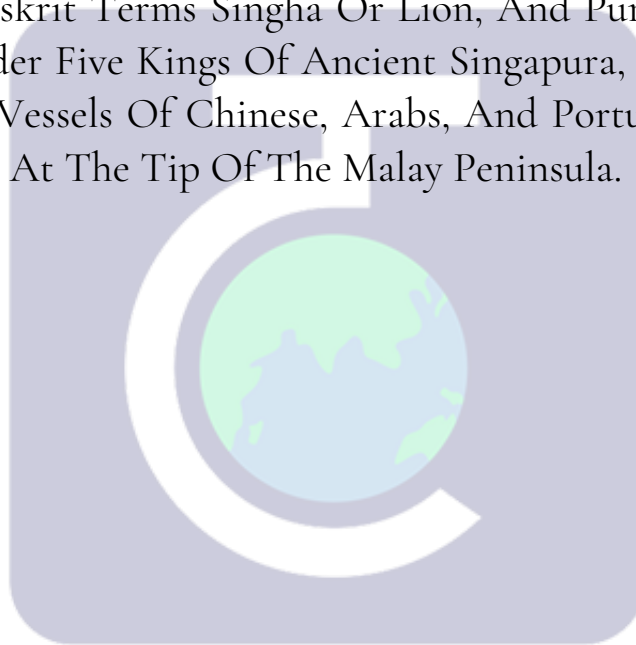 skrit Terms Singha Or Lion, And Pur
der Five Kings Of Ancient Singapura,
Vessels Of Chinese, Arabs, And Portu
At The Tip Of The Malay Peninsula.